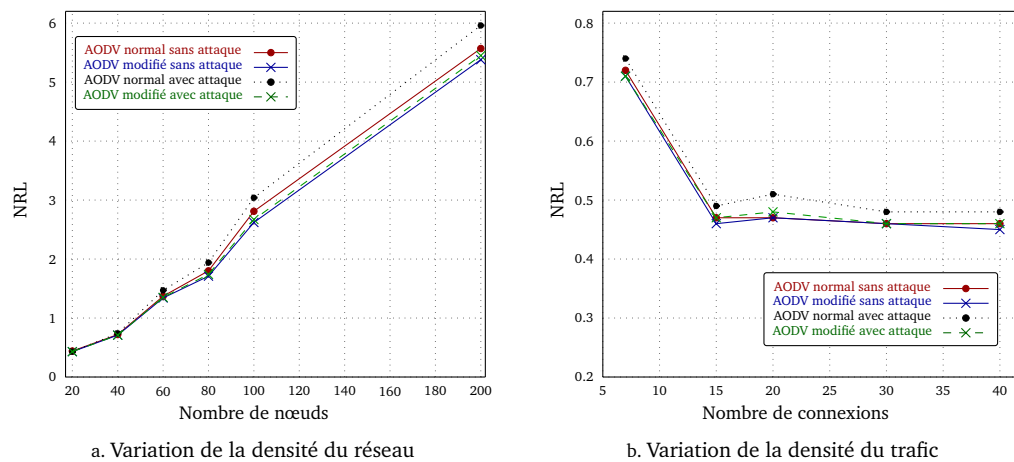 6
5
4
3
2
1
0
NRL
AODV normal sans attaque
AODV modifié sans attaque
AODV normal avec attaque
AODV modifié avec attaque
20 40 60 80 100 120 140 160 180 200
Nombre de nœuds
a. Variation de la densité du réseau
0.8
0.7
0.6
0.5
0.4
0.3
0.2
NRL
AODV normal sans attaque
AODV modifié sans attaque
AODV normal avec attaque
AODV modifié avec attaque
5 10 15 20 25 30 35 40
Nombre de connexions
b. Variation de la densité du trafic